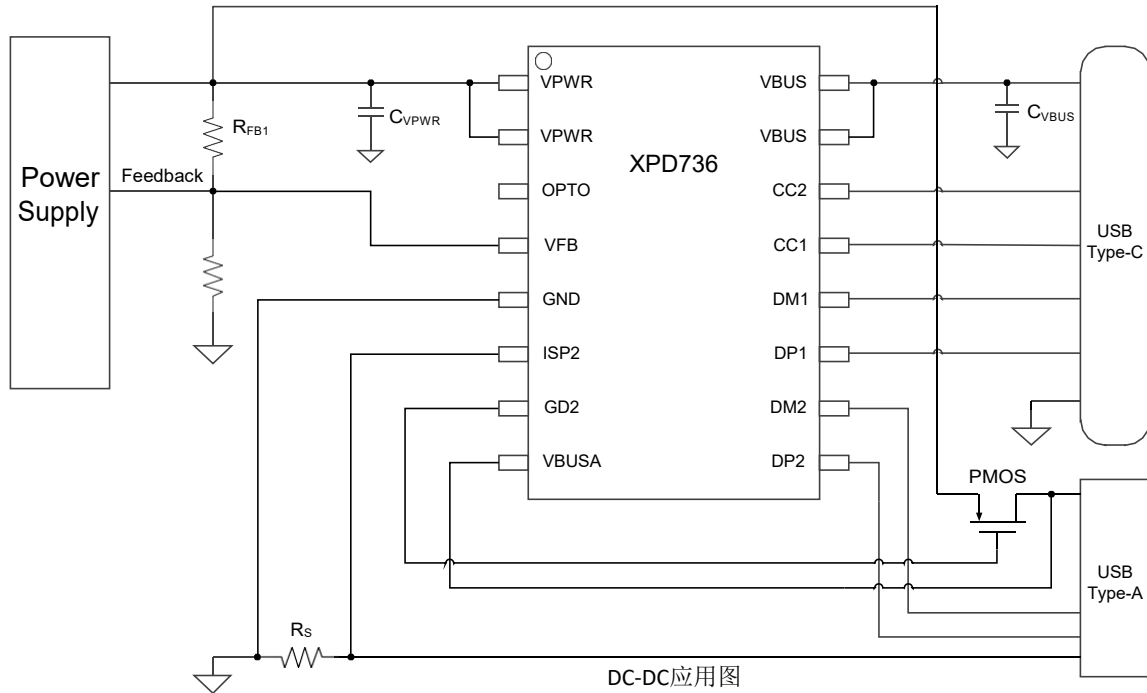 Power
Supply
Feedback
RFB1
CVPWR
XPD736
VPWR
VPWR
OPTO
VFB
GND
ISP2
GD2
VBUSA
VBUS
VBUS
CC2
CC1
DM1
DP1
DM2
DP2
CVBUS
USB
Type-C
PMOS
USB
Type-A
RS
DC-DC应用图